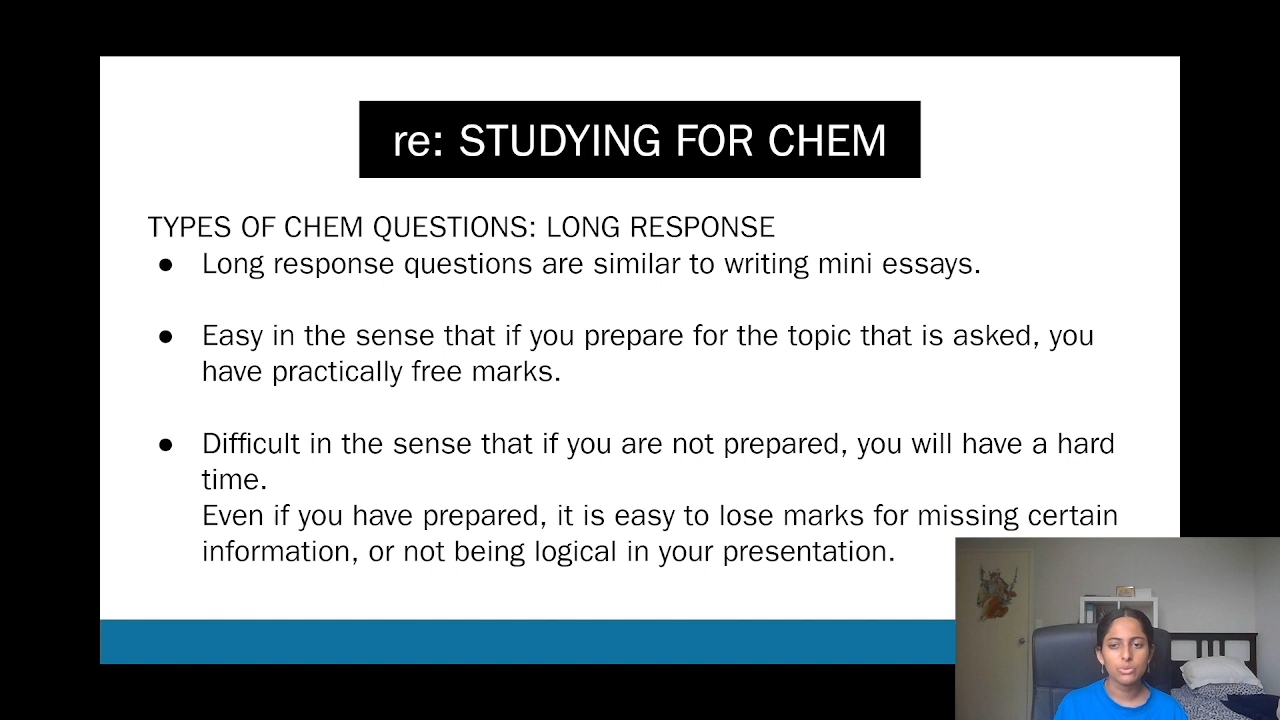 re: STUDYING FOR CHEM
TYPES OF CHEM QUESTIONS: LONG RESPONSE
● Long response questions are similar to writing mini essays.
● Easy in the sense that if you prepare for the topic that is asked, you
have practically free marks.
● Difficult in the sense that if you are not prepared, you will have a hard
time.
Even if you have prepared, it is easy to lose marks for missing certain
information, or not being logical in your presentation.